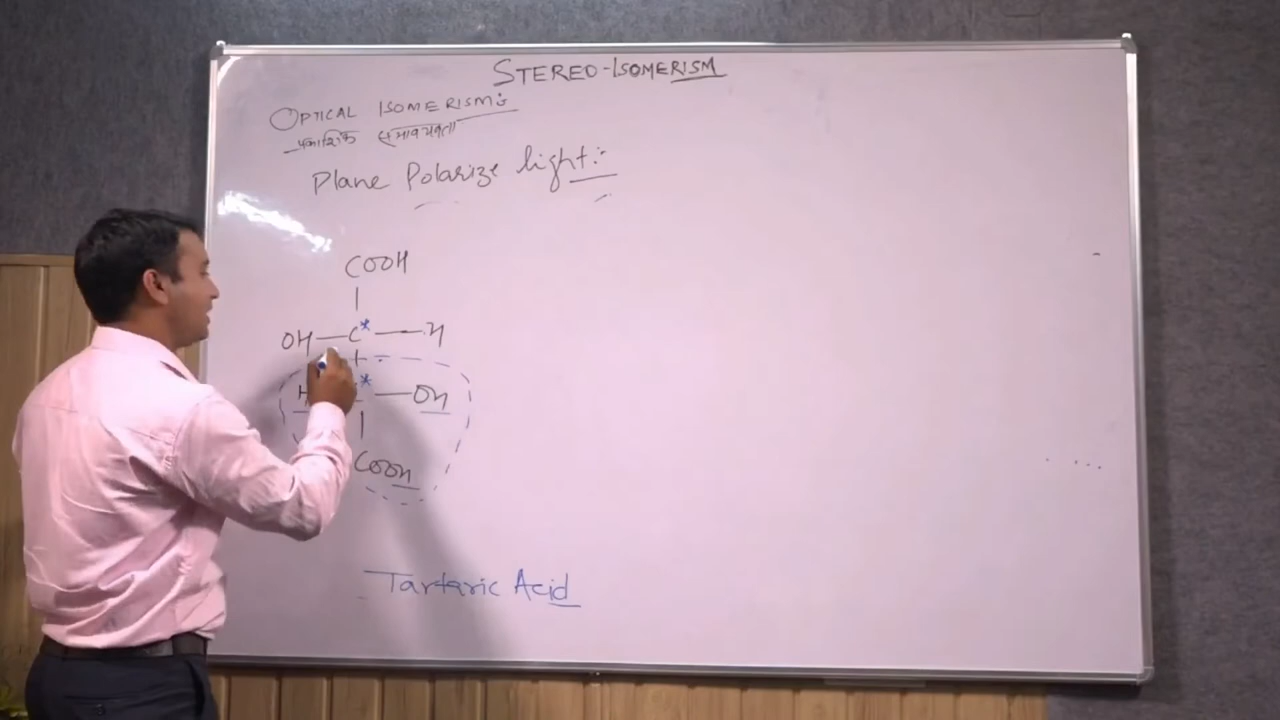 STEREO-ISOMERISM
OPTICAL ISOMERISM:
प्रकाशिक समावयवता
Plane Polarize light:-
COOH
OH—C*—H
H * —OH
COOH
Tartaric Acid